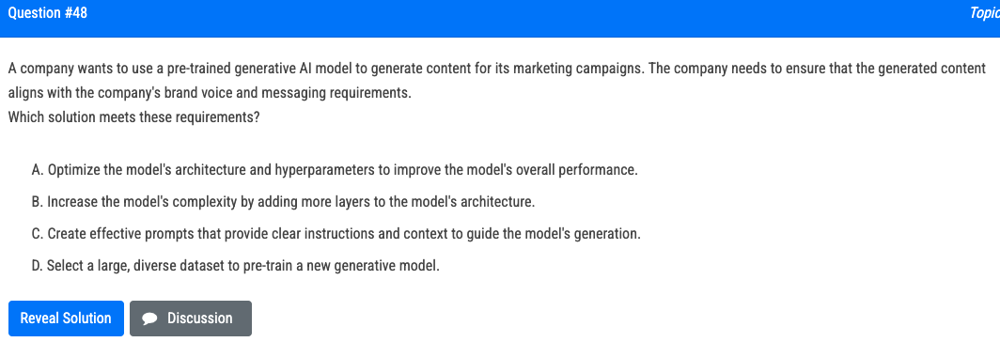 Question #48
Topic
A company wants to use a pre-trained generative AI model to generate content for its marketing campaigns. The company needs to ensure that the generated content
aligns with the company's brand voice and messaging requirements.
Which solution meets these requirements?
A. Optimize the model's architecture and hyperparameters to improve the model's overall performance.
B. Increase the model's complexity by adding more layers to the model's architecture.
C. Create effective prompts that provide clear instructions and context to guide the model's generation.
D. Select a large, diverse dataset to pre-train a new generative model.
Reveal Solution
Discussion